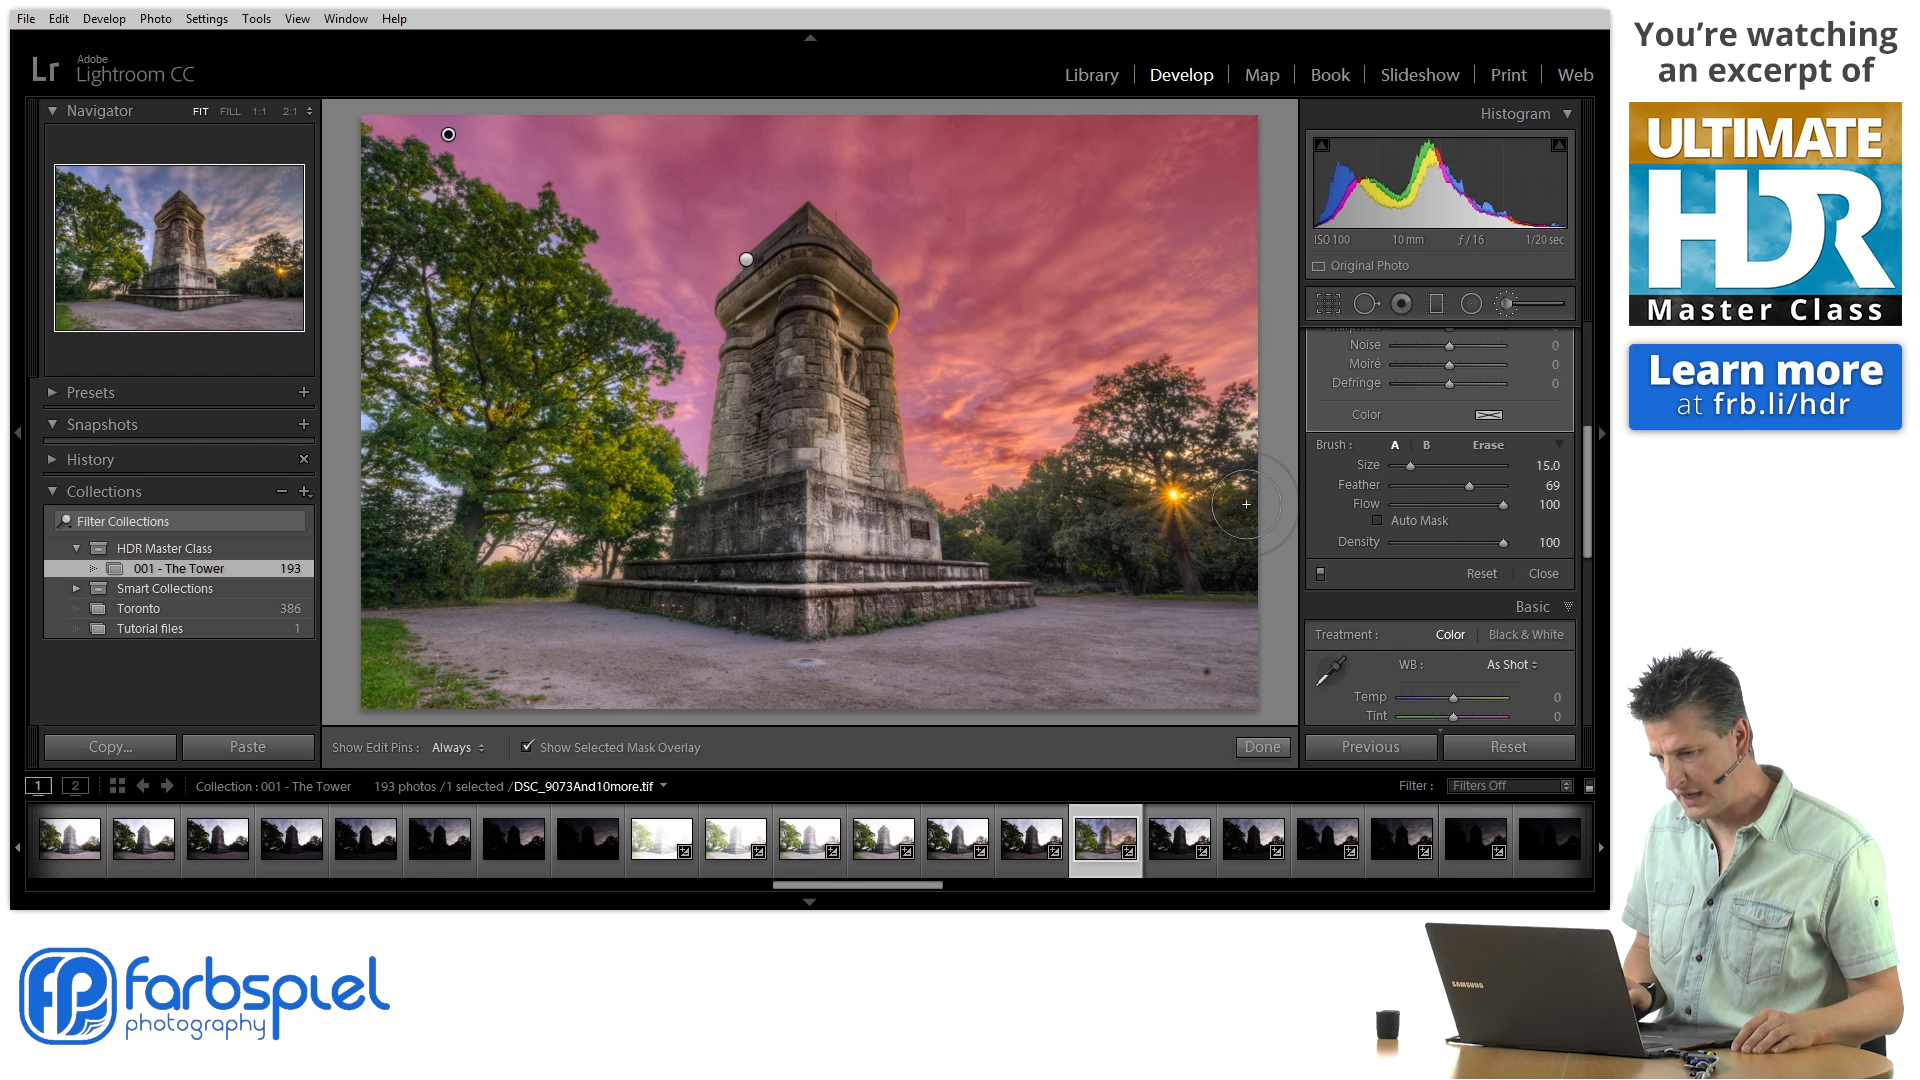 File Edit Develop Photo Settings Tools View Window Help
Lr Adobe
Lightroom CC
Library Develop Map Book Slideshow Print Web
Navigator FIT FILL 1:1 2:1
Presets
Snapshots
History
Collections
Filter Collections
HDR Master Class
001 - The Tower 193
Smart Collections
Toronto 386
Tutorial files 1
Copy... Paste
Show Edit Pins : Always Show Selected Mask Overlay Done
Histogram
ISO 100 10 mm f / 16 1/20 sec
Original Photo
Noise 0
Moiré 0
Defringe 0
Color
Brush : A B Erase
Size 15.0
Feather 69
Flow 100
Auto Mask
Density 100
Reset Close
Basic
Treatment : Color Black & White
WB : As Shot
Temp 0
Tint 0
Previous Reset
1 2 Collection : 001 - The Tower 193 photos / 1 selected / DSC_9073And10more.tif Filter : Filters Off
You're watching
an excerpt of
ULTIMATE
HDR
Master Class
Learn more
at frb.li/hdr
SAMSUNG
fp farbspiel
photography